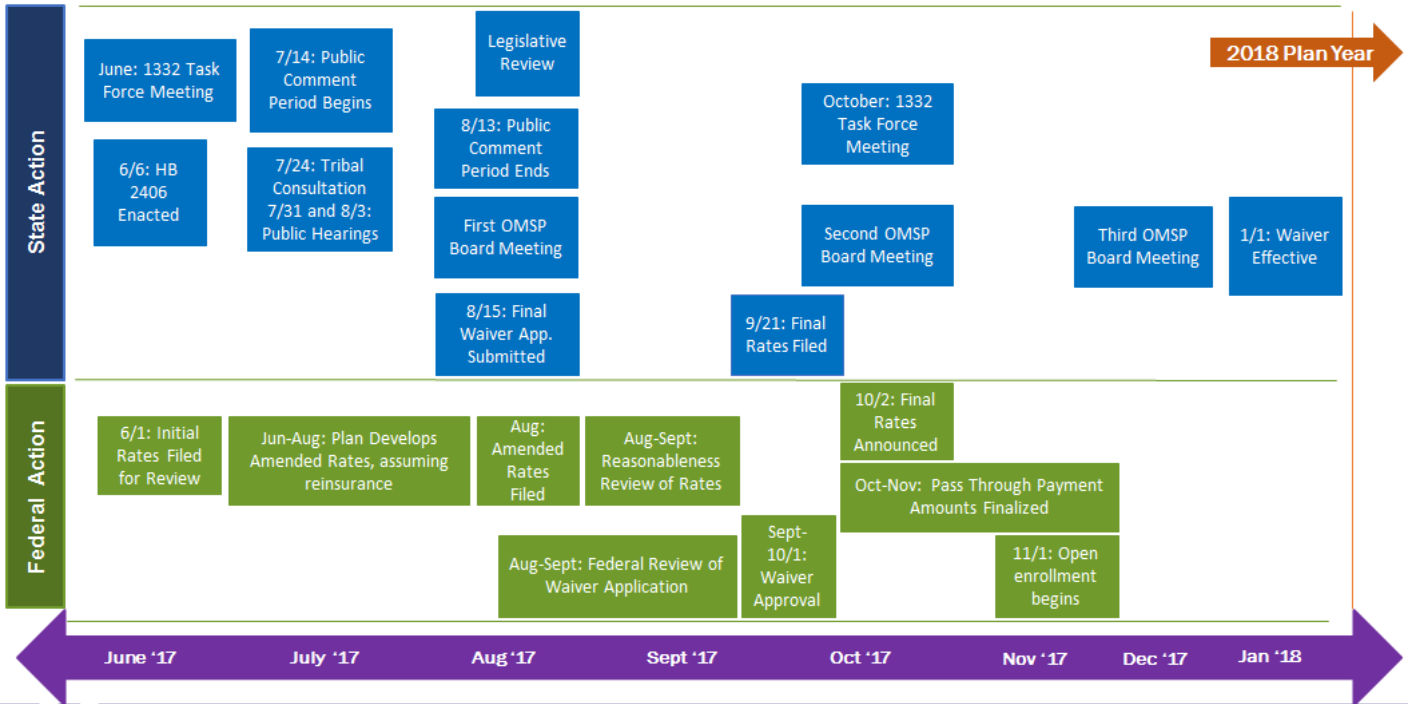 State Action
June: 1332 Task
Force Meeting
6/6: HB
2406
Enacted
7/14: Public
Comment
Period Begins
7/24: Tribal
Consultation
7/31 and 8/3:
Public Hearings
Legislative
Review
8/13: Public
Comment
Period Ends
First OMSP
Board Meeting
8/15: Final
Waiver App.
Submitted
9/21: Final
Rates Filed
October: 1332
Task Force
Meeting
Second OMSP
Board Meeting
Third OMSP
Board Meeting
1/1: Waiver
Effective
2018 Plan Year
Federal Action
6/1: Initial
Rates Filed
for Review
Jun-Aug: Plan Develops
Amended Rates, assuming
reinsurance
Aug:
Amended
Rates
Filed
Aug-Sept:
Reasonableness
Review of Rates
Aug-Sept: Federal Review of
Waiver Application
Sept-
10/1:
Waiver
Approval
10/2: Final
Rates
Announced
Oct-Nov: Pass Through Payment
Amounts Finalized
11/1: Open
enrollment
begins
June ‘17
July ‘17
Aug‘17
Sept ‘17
Oct ‘17
Nov ‘17
Dec ‘17
Jan ‘18